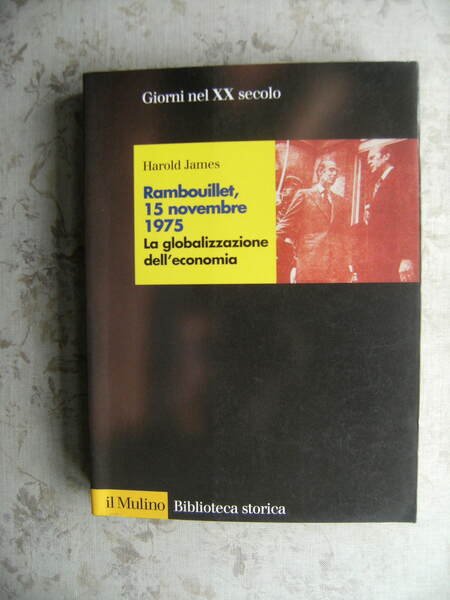 Giorni nel XX secolo
Harold James
Rambouillet,
15 novembre
1975
La globalizzazione
dell'economia
il Mulino Biblioteca storica